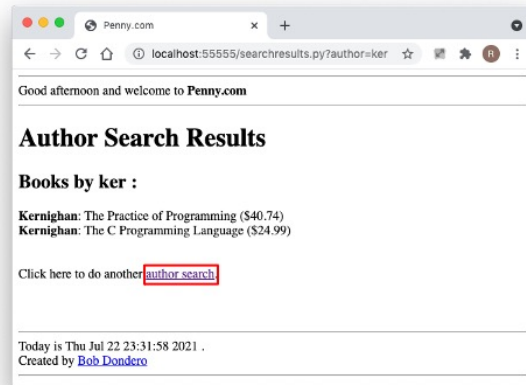 Penny.com
localhost:55555/searchresults.py?author=ker
R
Good afternoon and welcome to Penny.com
Author Search Results
Books by ker :
Kernighan: The Practice of Programming ($40.74)
Kernighan: The C Programming Language ($24.99)
Click here to do another author search.
Today is Thu Jul 22 23:31:58 2021 .
Created by Bob Dondero